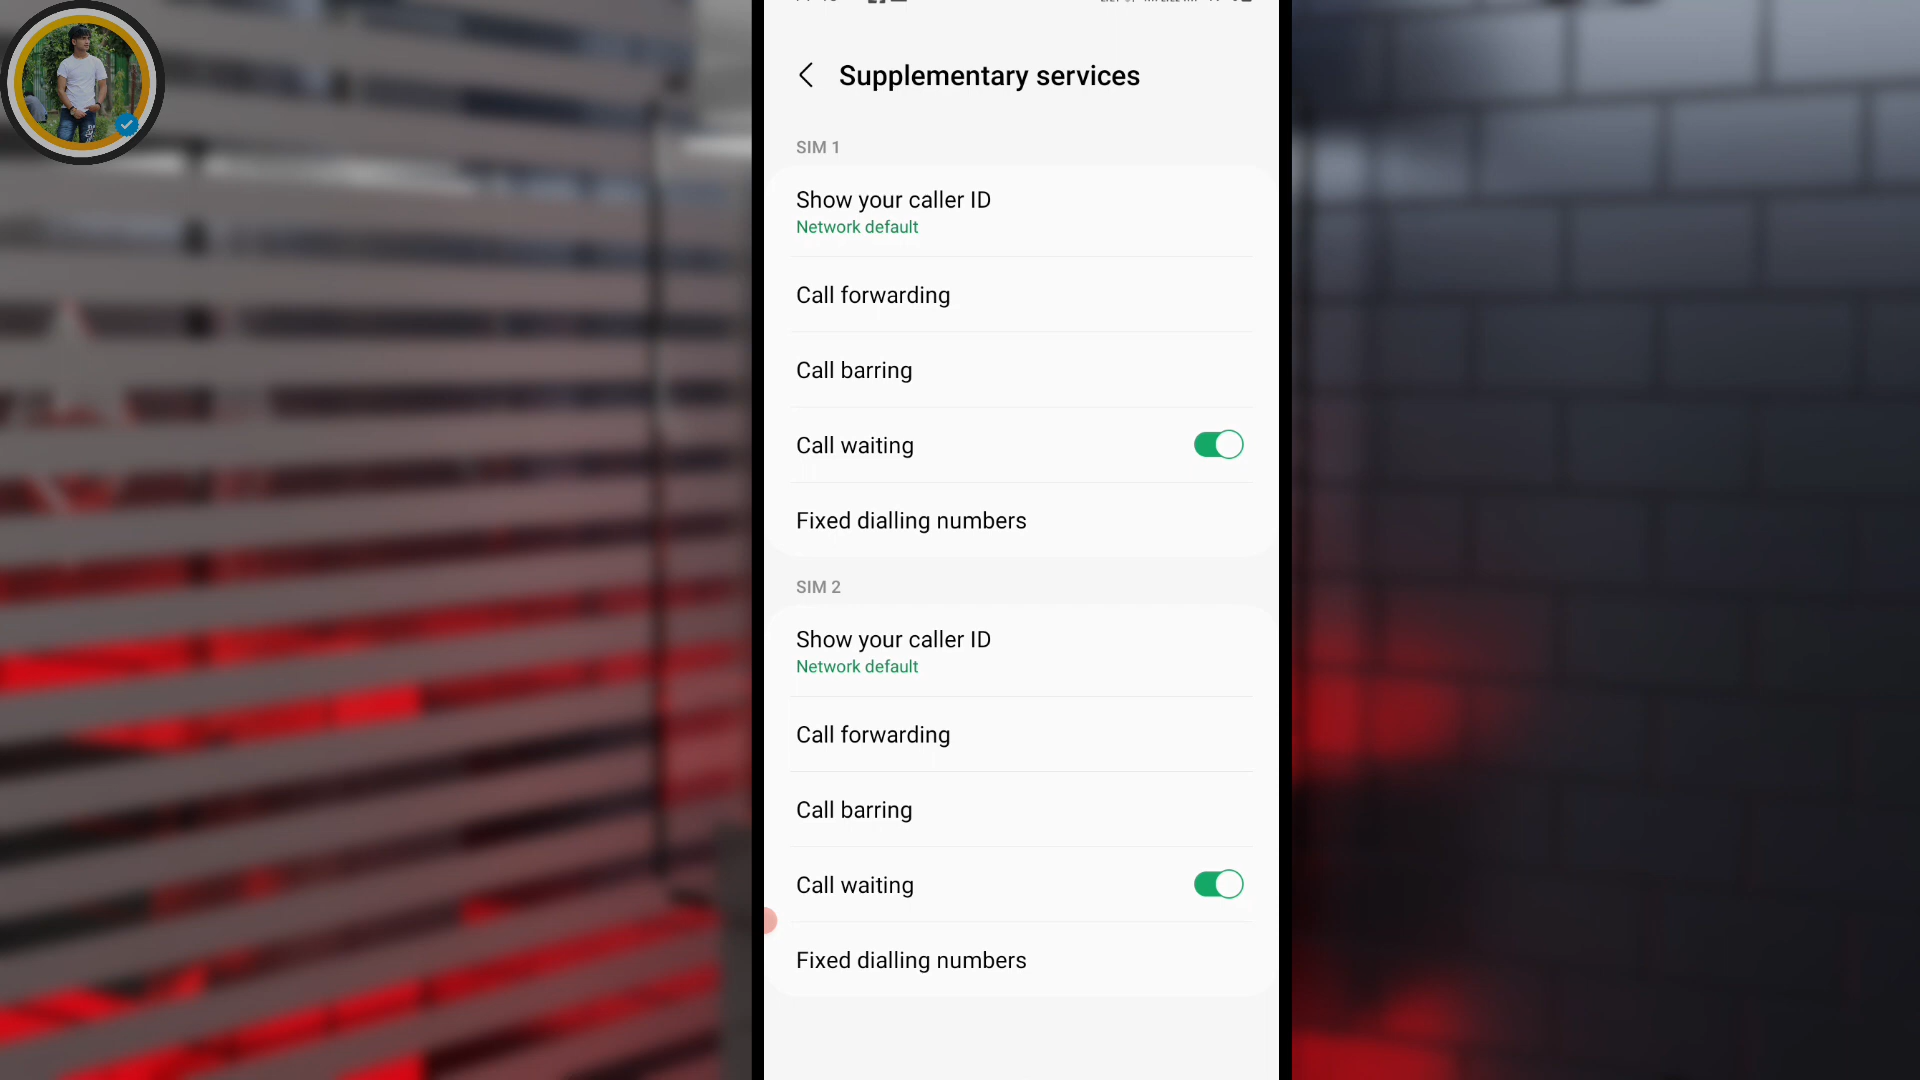 Supplementary services
SIM 1
Show your caller ID
Network default
Call forwarding
Call barring
Call waiting
Fixed dialling numbers
SIM 2
Show your caller ID
Network default
Call forwarding
Call barring
Call waiting
Fixed dialling numbers